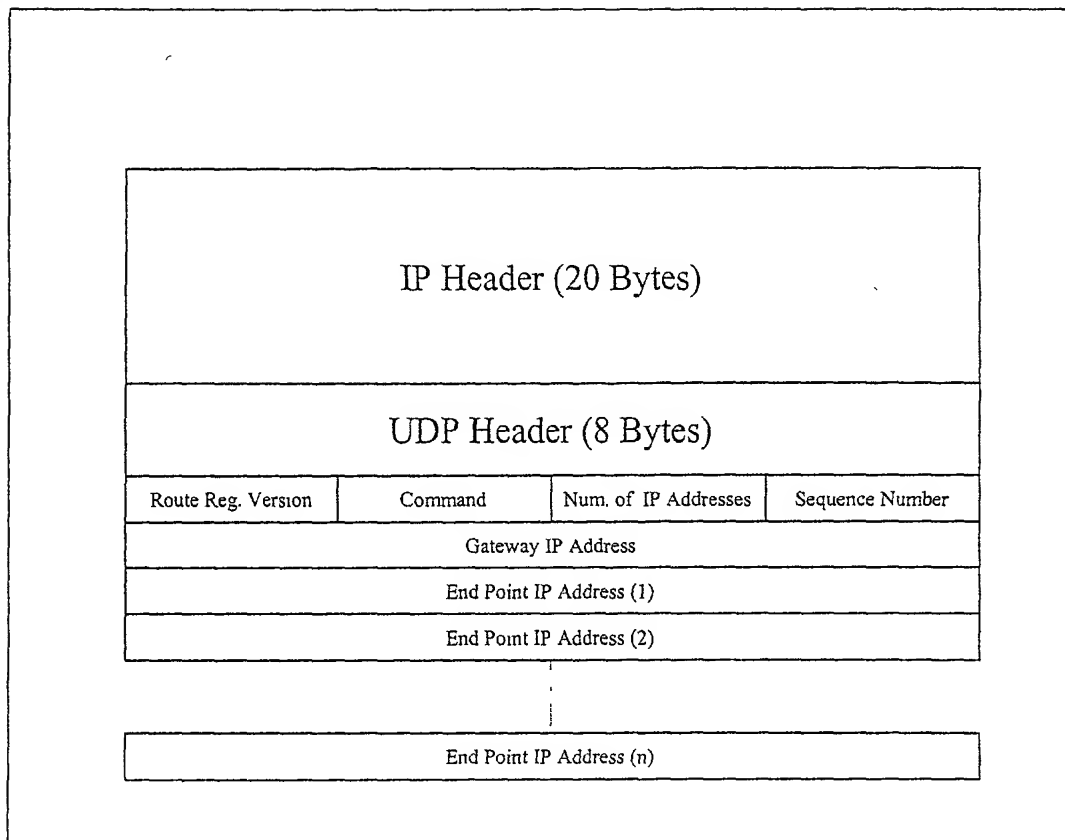 IP Header (20 Bytes)
UDP Header (8 Bytes)
Route Reg. Version Command Num. of IP Addresses Sequence Number
Gateway IP Address
End Point IP Address (1)
End Point IP Address (2)
End Point IP Address (n)